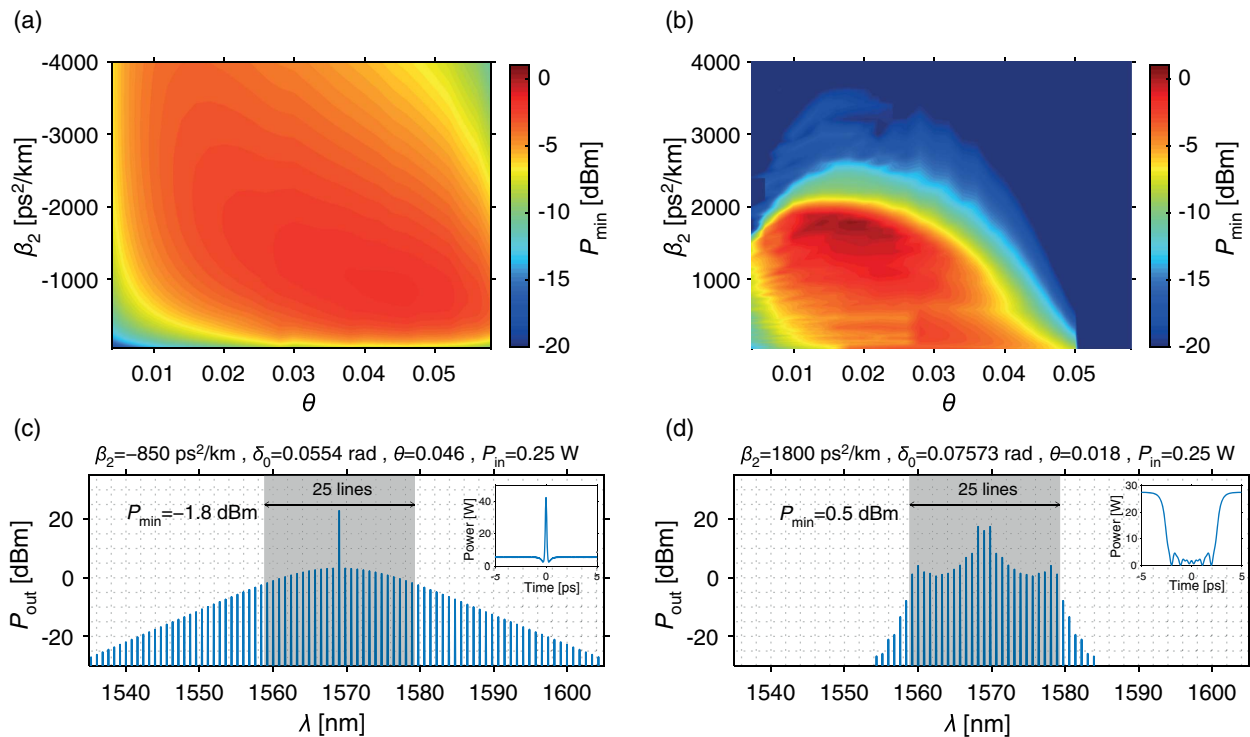 (a)
-4000
-3000
-2000
-1000
β2 [ps²/km]
0.01 0.02 0.03 0.04 0.05
θ
0
-5
-10
-15
-20
Pmin [dBm]
(b)
4000
3000
2000
1000
β2 [ps²/km]
0.01 0.02 0.03 0.04 0.05
θ
0
-5
-10
-15
-20
Pmin [dBm]
(c)
β2=−850 ps²/km , δ0=0.0554 rad , θ=0.046 , Pin=0.25 W
25 lines
Pmin=−1.8 dBm
20
0
-20
Pout [dBm]
1540 1550 1560 1570 1580 1590 1600
λ [nm]
40
20
0
Power [W]
-5 0 5
Time [ps]
(d)
β2=1800 ps²/km , δ0=0.07573 rad , θ=0.018 , Pin=0.25 W
25 lines
Pmin=0.5 dBm
20
0
-20
Pout [dBm]
1540 1550 1560 1570 1580 1590 1600
λ [nm]
30
20
10
0
Power [W]
-5 0 5
Time [ps]